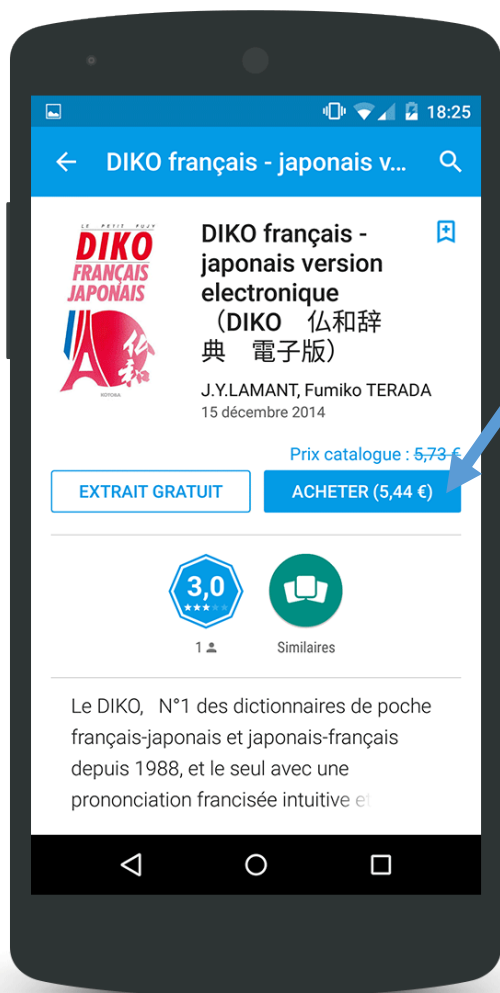 18:25
DIKO français - japonais v...
LE PETIT FUJY
DIKO
FRANÇAIS
JAPONAIS
仏和
KOTOBA
DIKO français -
japonais version
electronique
（DIKO　仏和辞
典　電子版）
J.Y.LAMANT, Fumiko TERADA
15 décembre 2014
Prix catalogue : 5,73 €
EXTRAIT GRATUIT
ACHETER (5,44 €)
3,0
1
Similaires
Le DIKO, N°1 des dictionnaires de poche
français-japonais et japonais-français
depuis 1988, et le seul avec une
prononciation francisée intuitive et